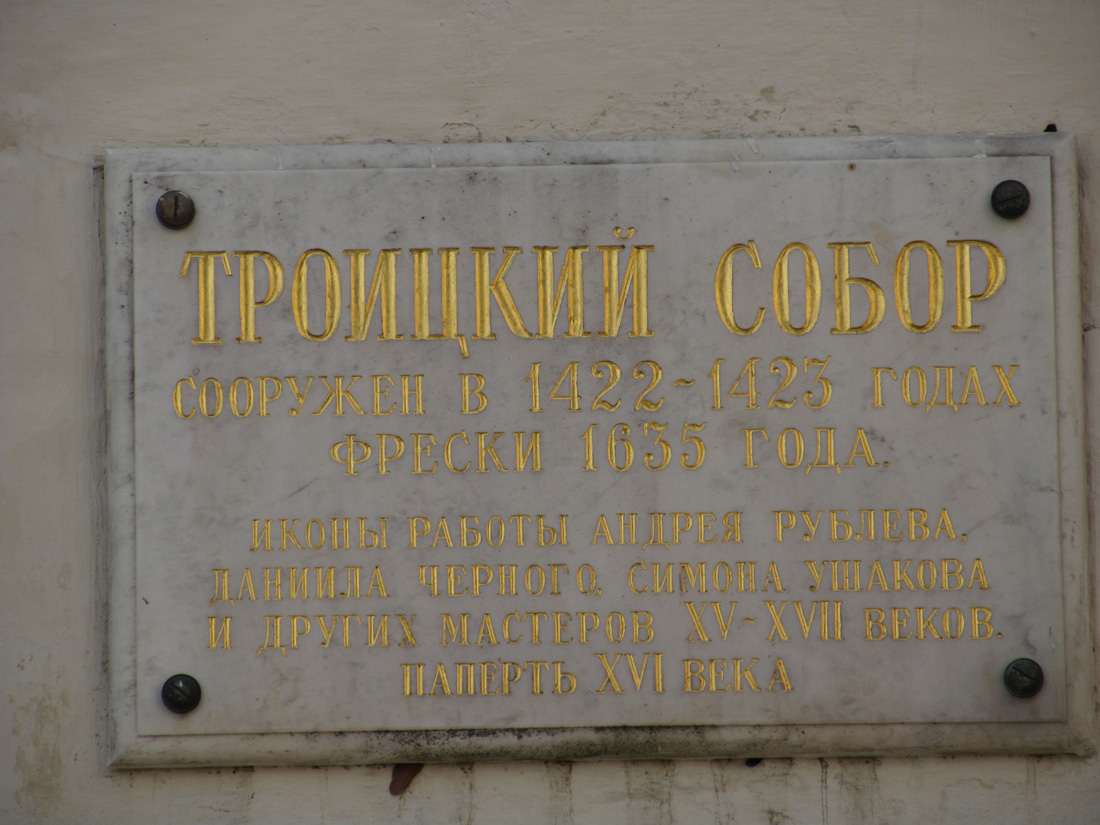 ТРОИЦКИЙ СОБОР
СООРУЖЕН В 1422-1423 ГОДАХ
ФРЕСКИ 1635 ГОДА.
ИКОНЫ РАБОТЫ АНДРЕЯ РУБЛЕВА,
ДАНИИЛА ЧЕРНОГО, СИМОНА УШАКОВА
И ДРУГИХ МАСТЕРОВ XV-XVII ВЕКОВ.
ПАПЕРТЬ XVI ВЕКА